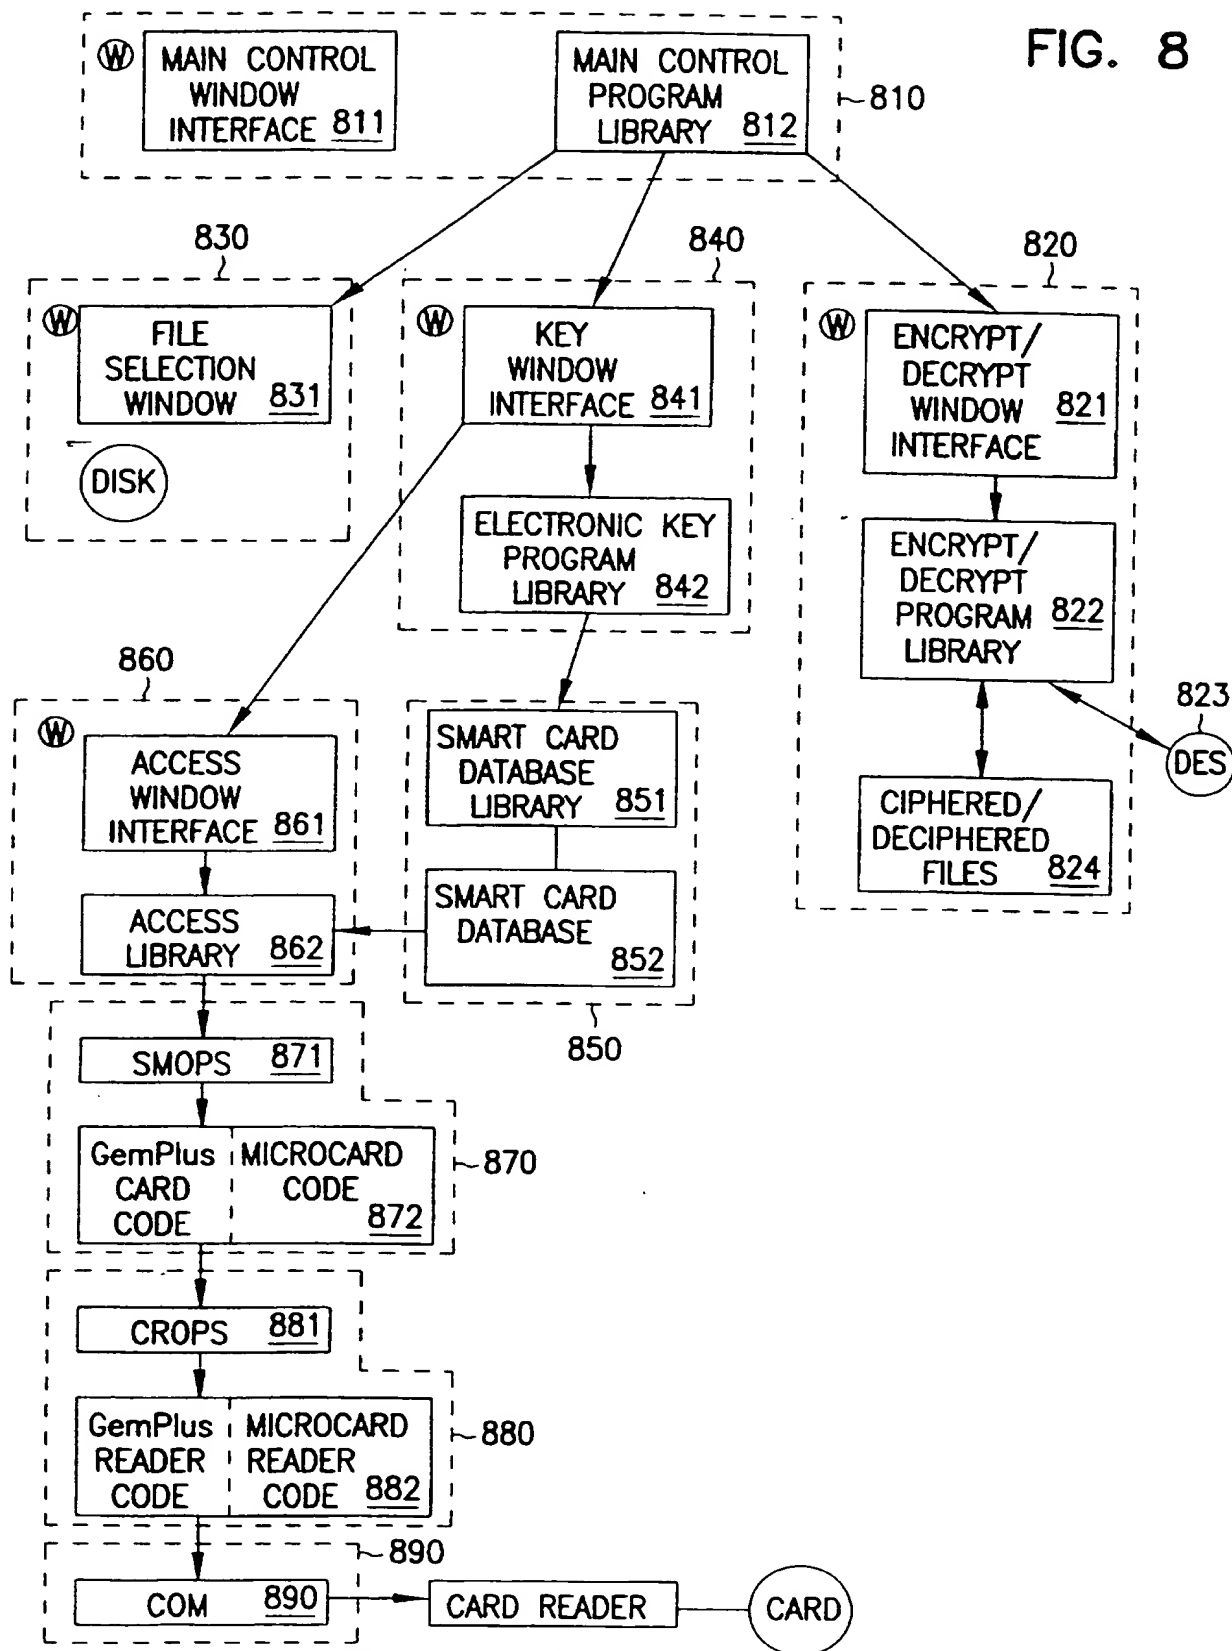 FIG. 8
W
MAIN CONTROL
WINDOW
INTERFACE 811
MAIN CONTROL
PROGRAM
LIBRARY 812
810
830
840
820
W
FILE
SELECTION
WINDOW 831
DISK
W
KEY
WINDOW
INTERFACE 841
ELECTRONIC KEY
PROGRAM
LIBRARY 842
W
ENCRYPT/
DECRYPT
WINDOW 821
INTERFACE
ENCRYPT/
DECRYPT
PROGRAM 822
LIBRARY
823
DES
CIPHERED/
DECIPHERED
FILES 824
860
W
ACCESS
WINDOW
INTERFACE 861
ACCESS
LIBRARY 862
SMART CARD
DATABASE
LIBRARY 851
SMART CARD
DATABASE 852
850
SMOPS 871
GemPlus
CARD
CODE
MICROCARD
CODE
872
870
CROPS 881
GemPlus
READER
CODE
MICROCARD
READER
CODE 882
880
890
COM 890
CARD READER
CARD